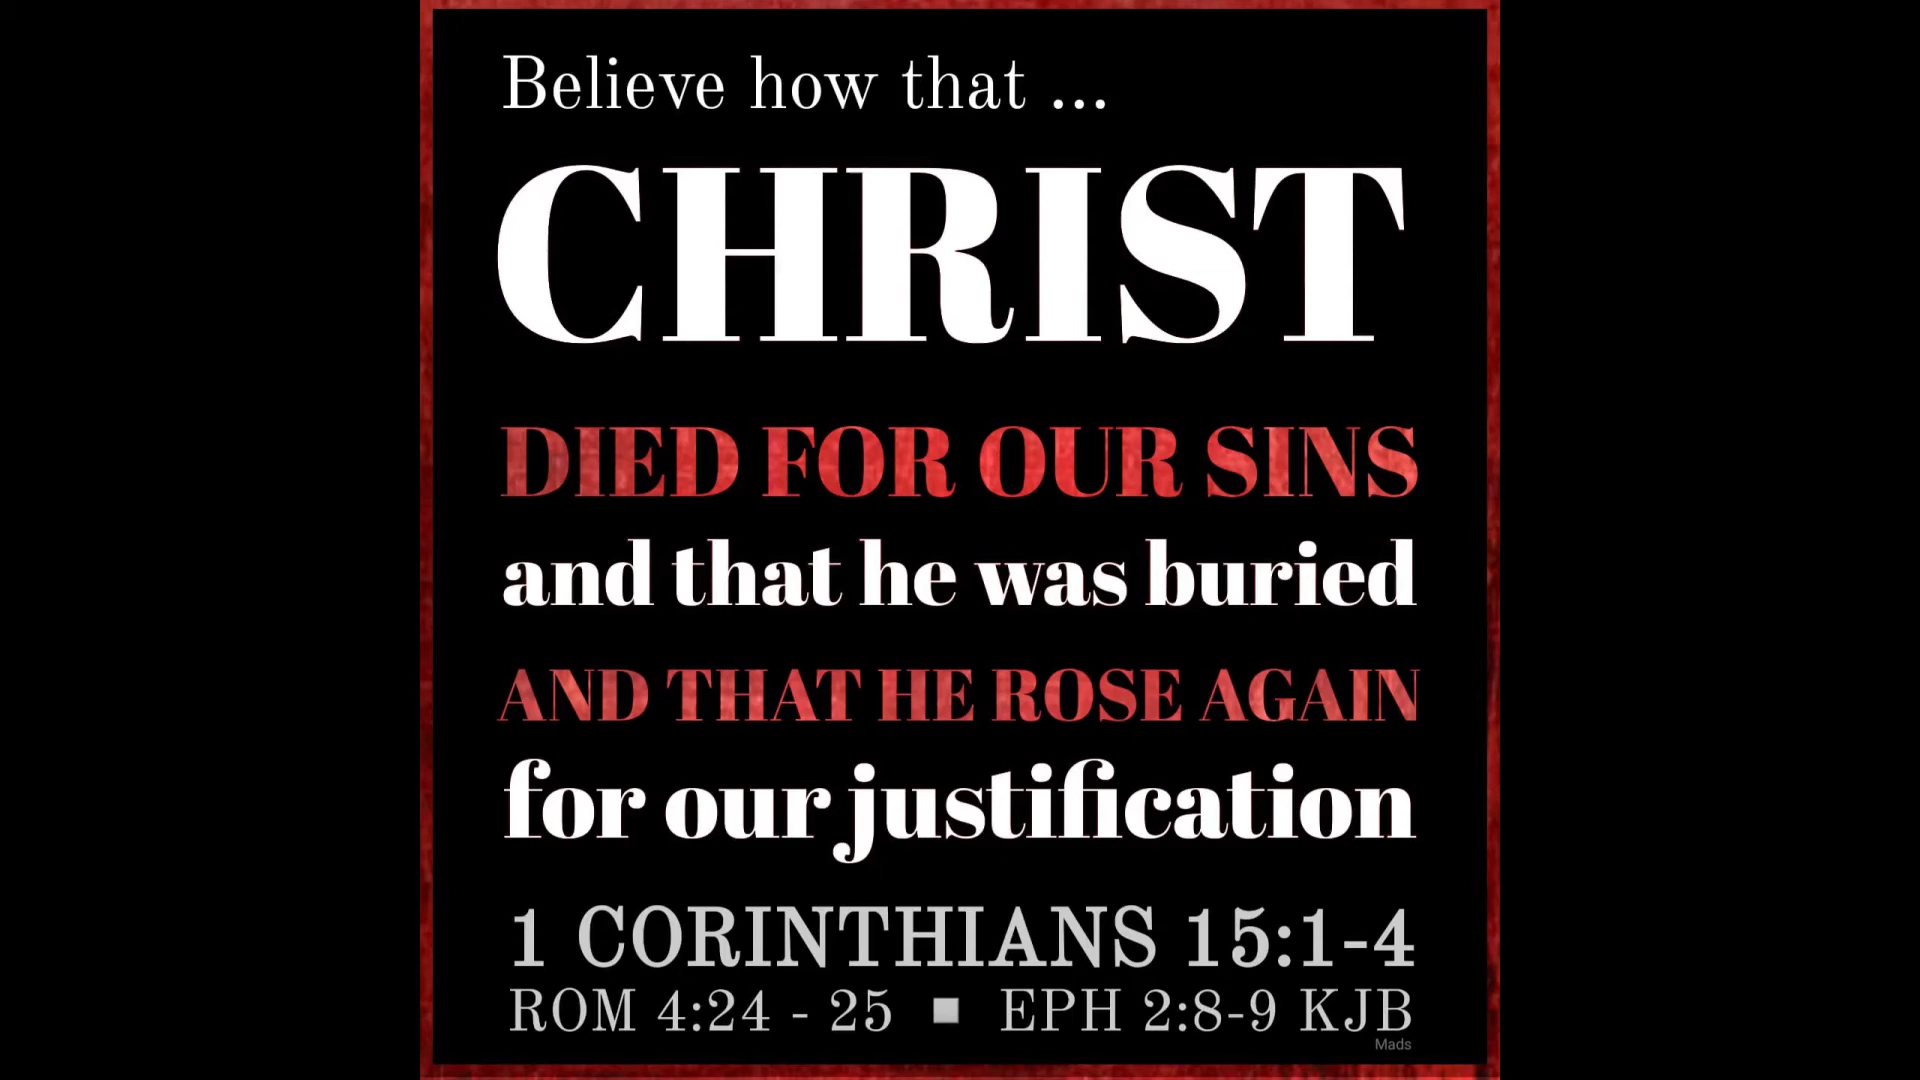 Believe how that ...
CHRIST
DIED FOR OUR SINS
and that he was buried
AND THAT HE ROSE AGAIN
for our justification
1 CORINTHIANS 15:1-4
ROM 4:24 - 25 ■ EPH 2:8-9 KJB
Mads